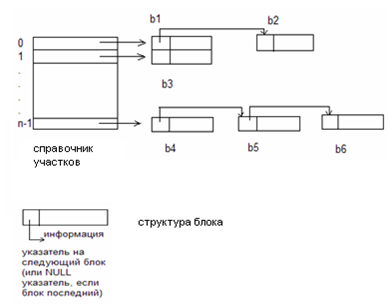 b1
b2
0
1
.
.
.
.
b3
n-1
справочник
участков
b4
b5
b6
структура блока
информация
указатель на
следующий блок
(или NULL
указатель, если
блок последний)